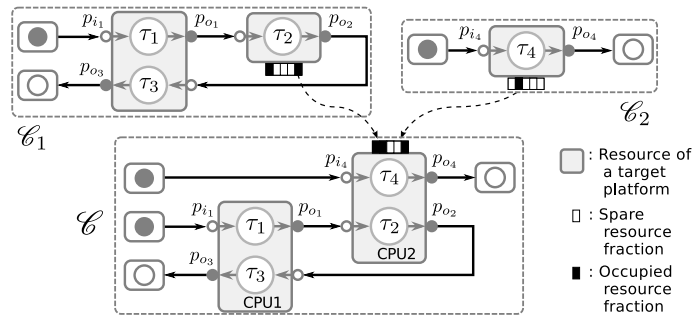 p_{i_1} τ_1 p_{o_1} τ_2 p_{o_2}
p_{o_3} τ_3
𝒞_1
p_{i_4} τ_4 p_{o_4}
𝒞_2
p_{i_4} τ_4 p_{o_4}
𝒞
p_{i_1} τ_1 p_{o_1} τ_2 p_{o_2}
CPU2
p_{o_3} τ_3
CPU1
: Resource of
a target
platform
: Spare
resource
fraction
: Occupied
resource
fraction